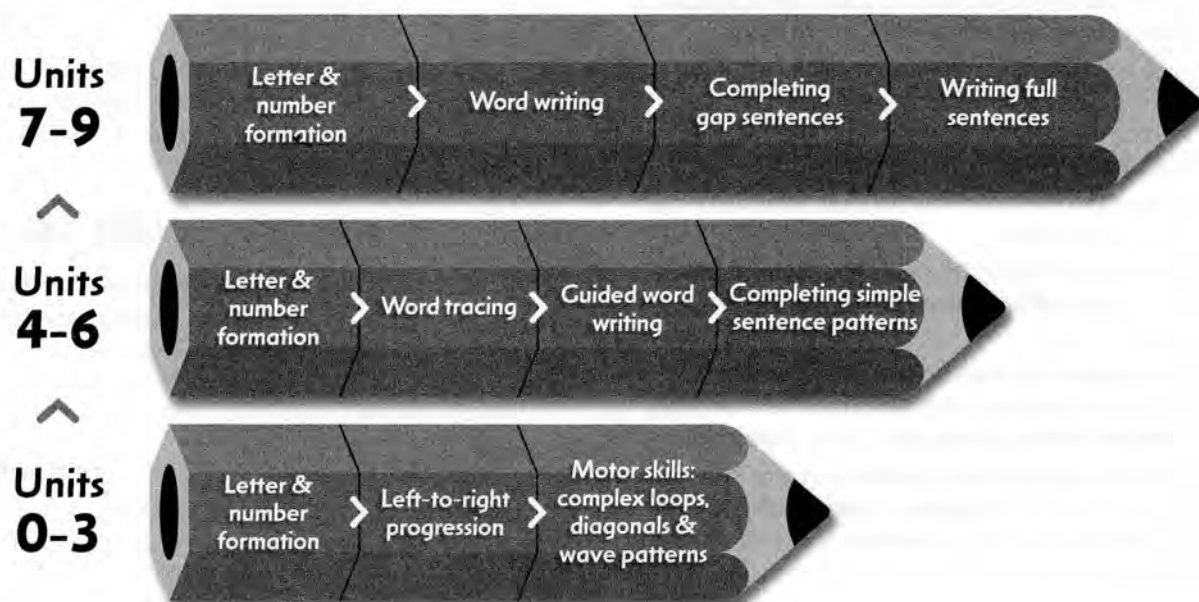 Units
7-9
Letter &
number
formation
Word writing
Completing
gap sentences
Writing full
sentences
Units
4-6
Letter &
number
formation
Word tracing
Guided word
writing
Completing simple
sentence patterns
Units
0-3
Letter &
number
formation
Left-to-right
progression
Motor skills:
complex loops,
diagonals &
wave patterns